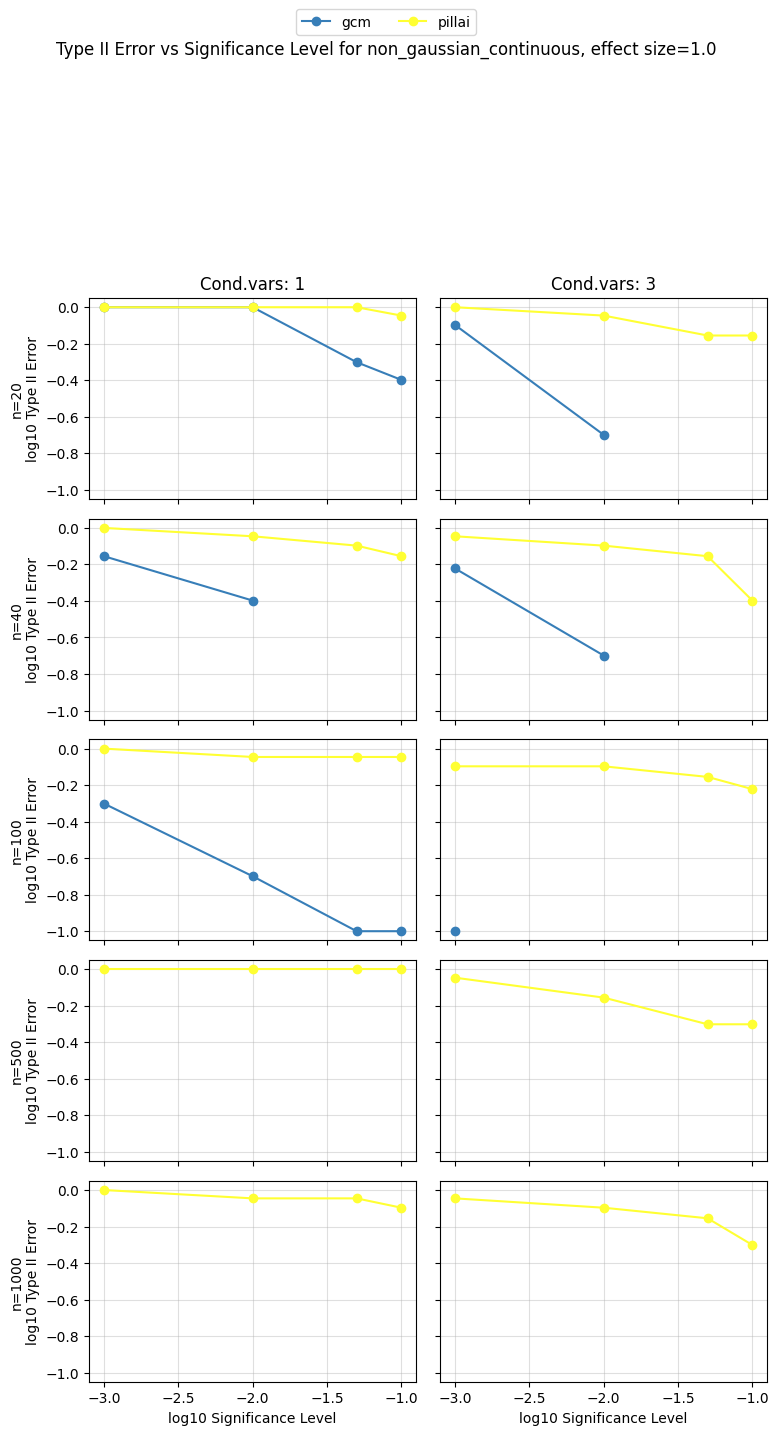 gcm pillai
Type II Error vs Significance Level for non_gaussian_continuous, effect size=1.0
Cond.vars: 1
Cond.vars: 3
0.0
−0.2
−0.4
−0.6
−0.8
−1.0
n=20
log10 Type II Error
0.0
−0.2
−0.4
−0.6
−0.8
−1.0
n=40
log10 Type II Error
0.0
−0.2
−0.4
−0.6
−0.8
−1.0
n=100
log10 Type II Error
0.0
−0.2
−0.4
−0.6
−0.8
−1.0
n=500
log10 Type II Error
0.0
−0.2
−0.4
−0.6
−0.8
−1.0
n=1000
log10 Type II Error
−3.0 −2.5 −2.0 −1.5 −1.0
log10 Significance Level
−3.0 −2.5 −2.0 −1.5 −1.0
log10 Significance Level